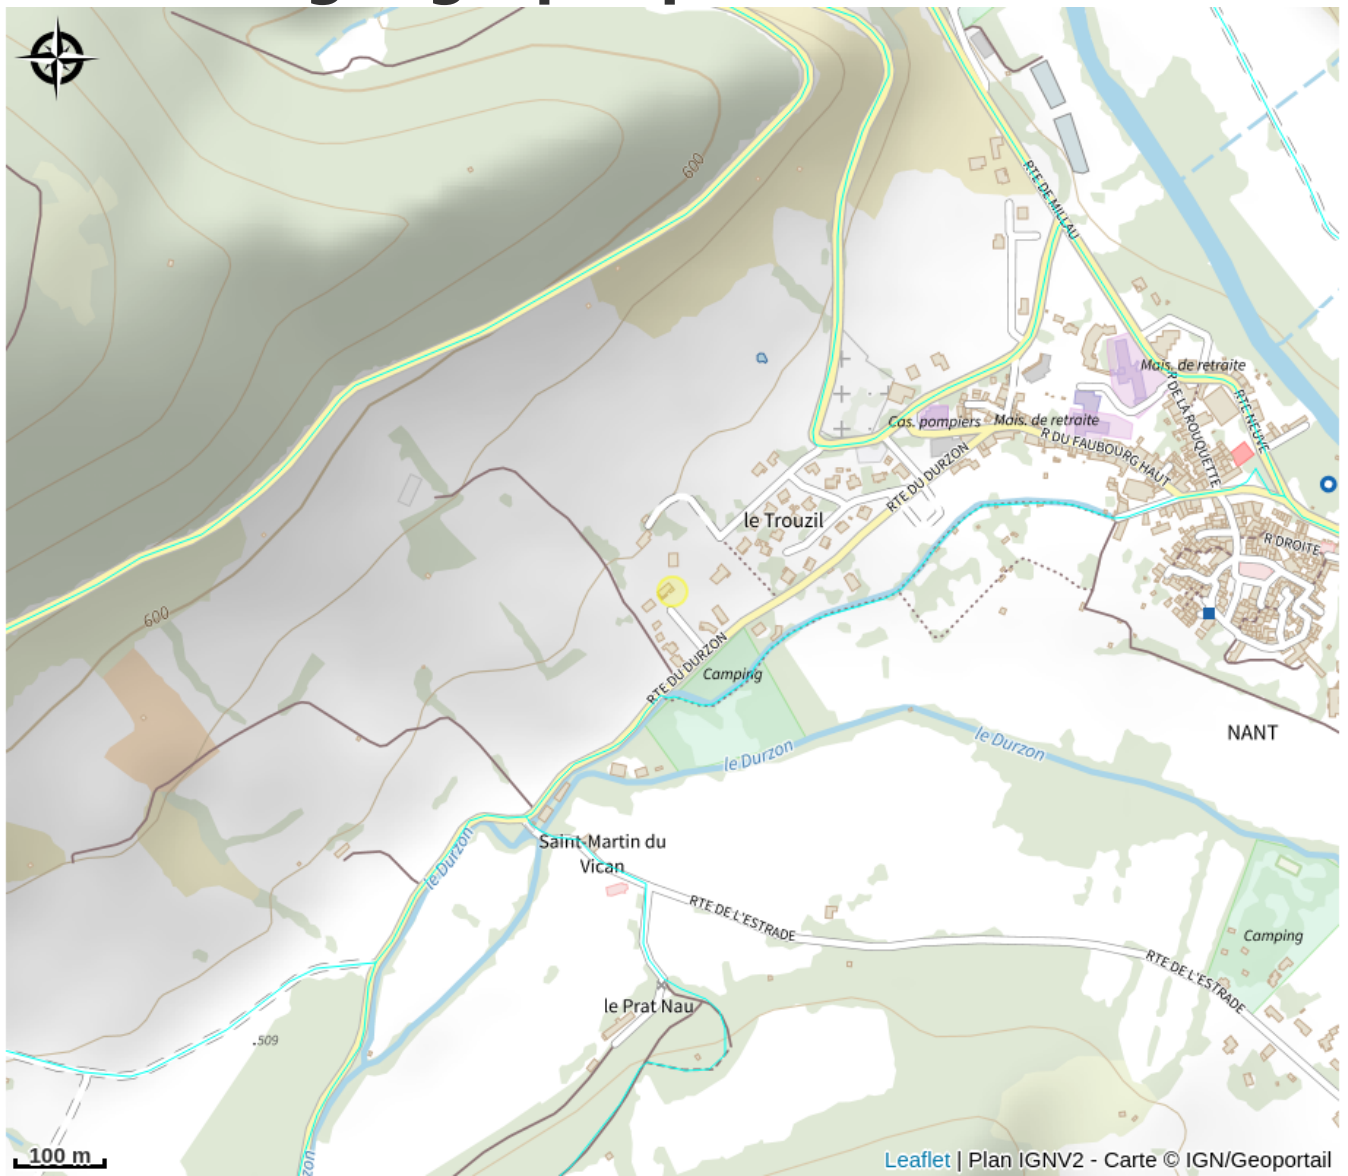 600
RTE DE MILLAU
Mais. de retraite
R DE LA ROUQUETTE
RTE NEUVE
Cas. pompiers
Mais. de retraite
R DU FAUBOURG HAUT
RTE DU DURZON
le Trouzil
R DROITE
600
RTE DU DURZON
Camping
NANT
le Durzon
le Durzon
Saint-Martin du
Vican
le Durzon
RTE DE L'ESTRADE
Camping
RTE DE L'ESTRADE
le Prat Nau
.509
100 m
Leaflet | Plan IGNV2 - Carte © IGN/Geoportail